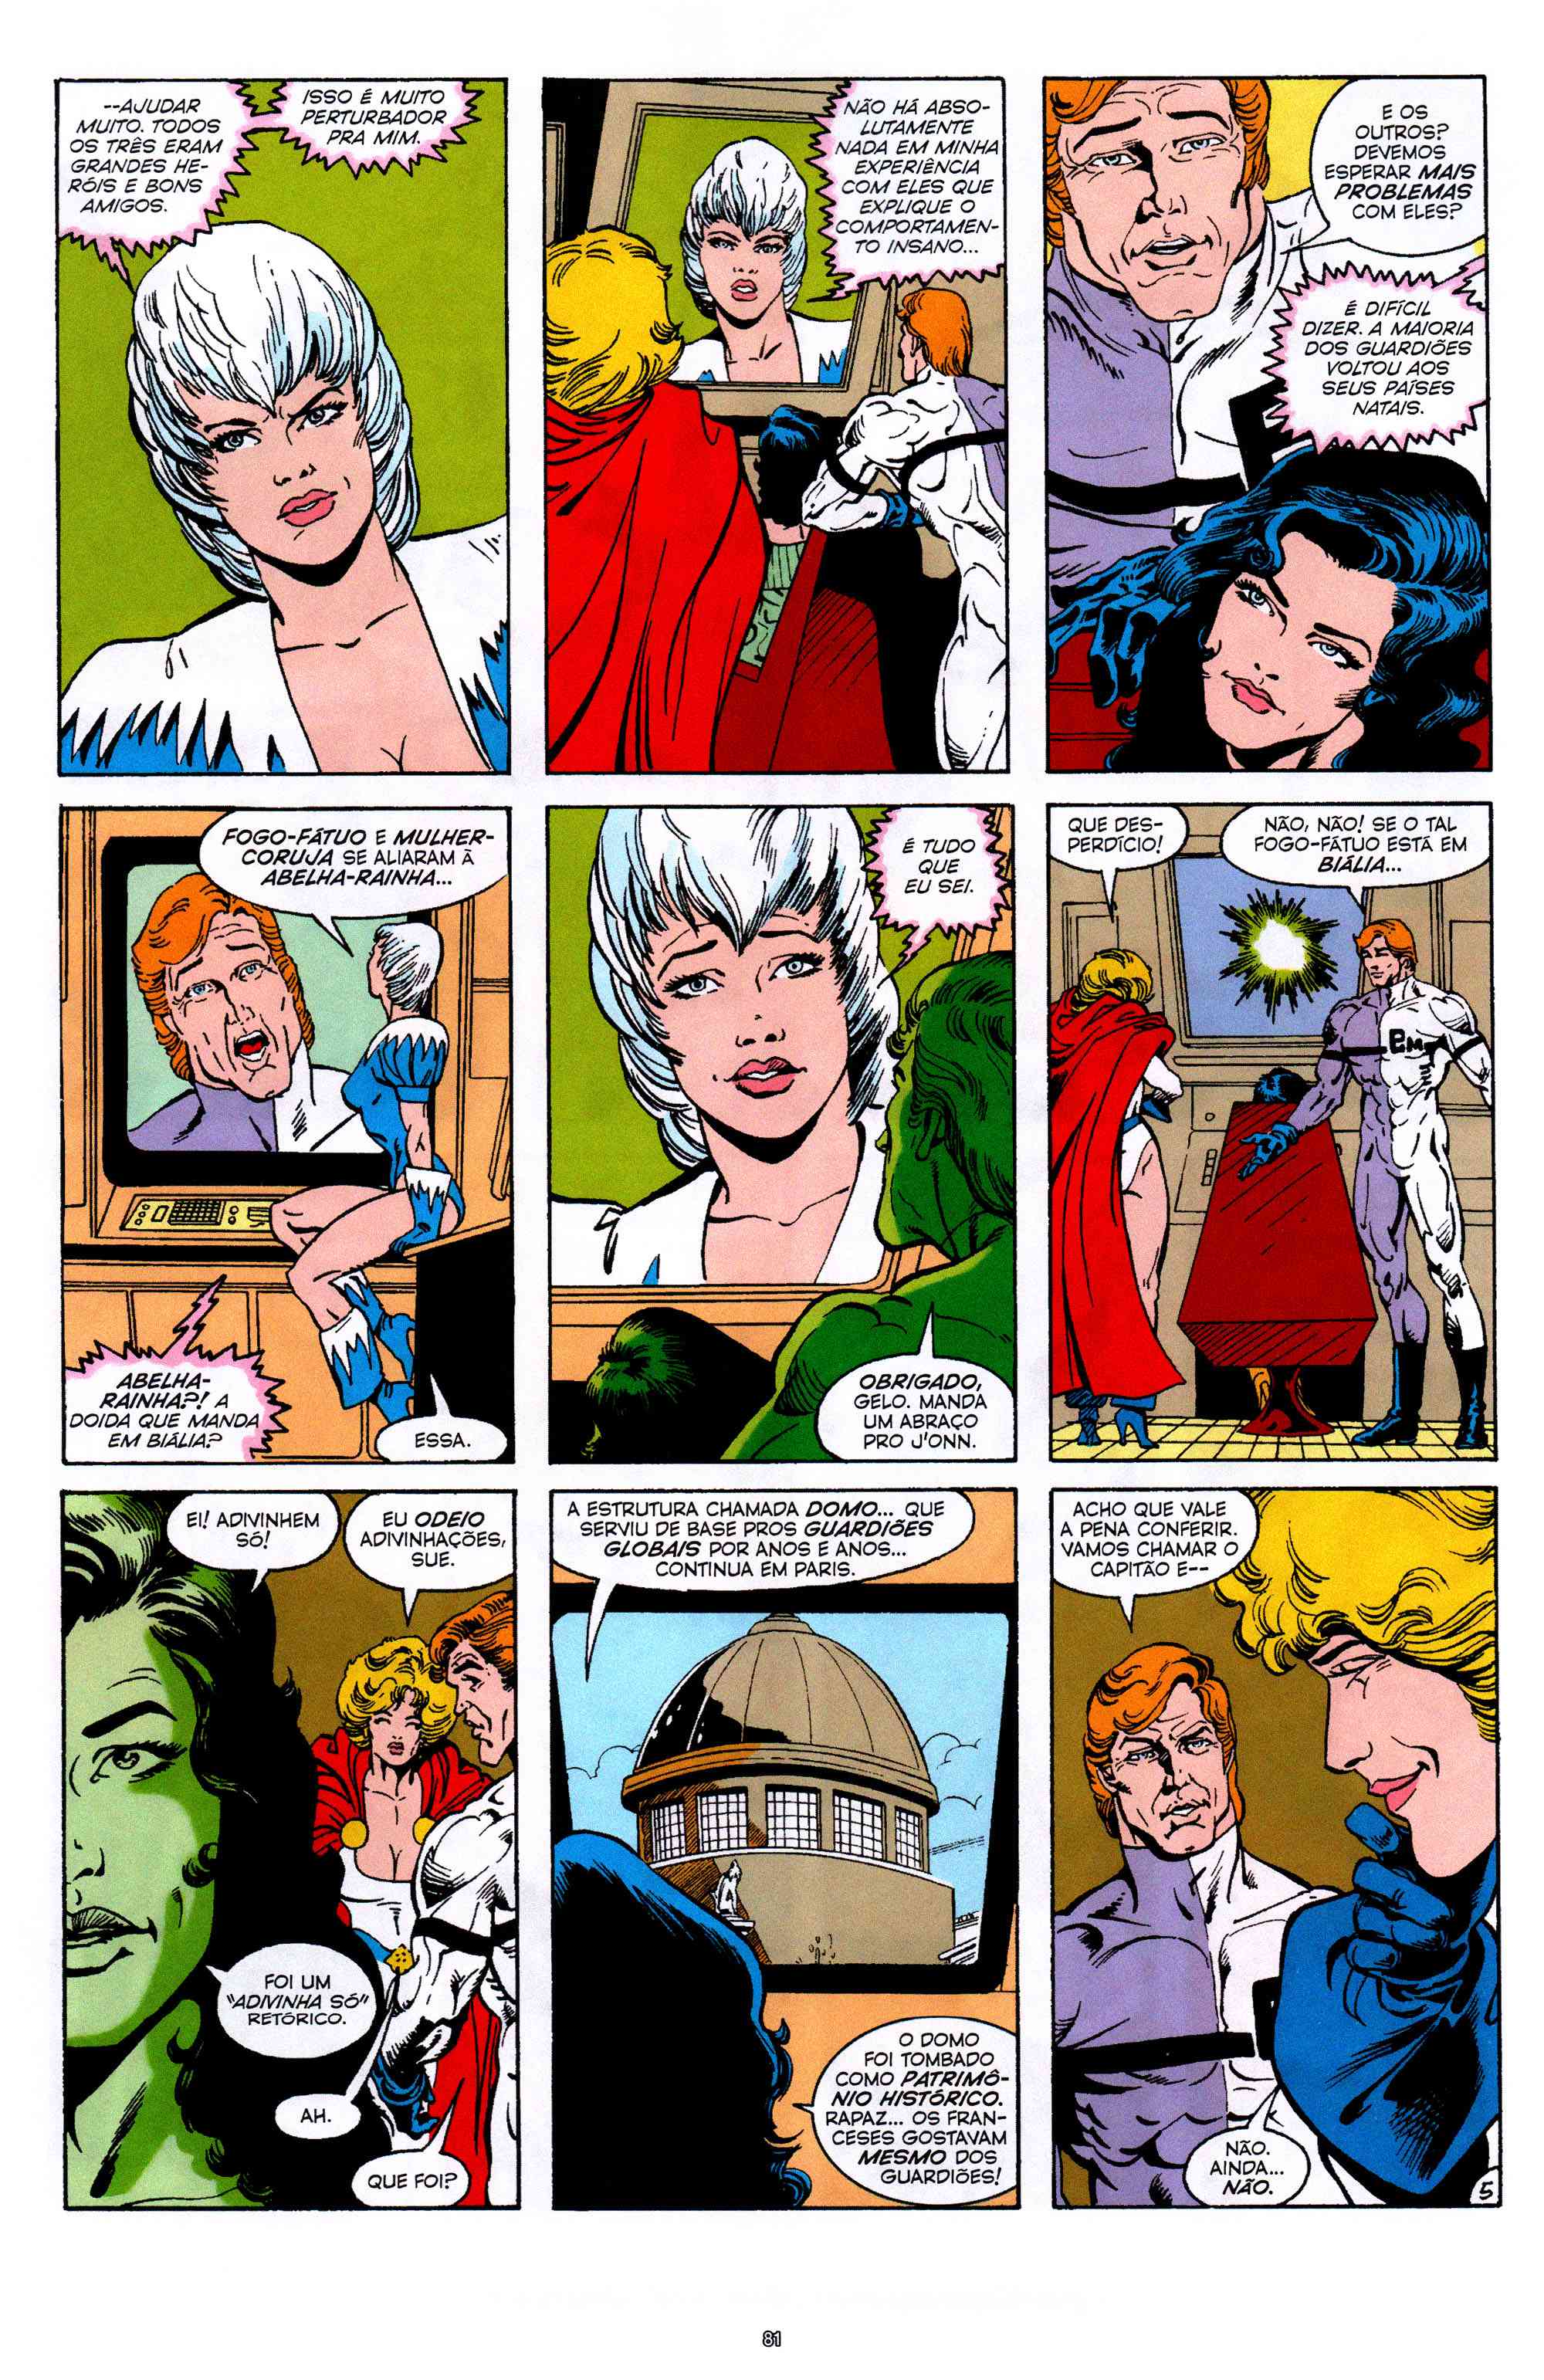 --AJUDAR
MUITO. TODOS
OS TRÊS ERAM
GRANDES HE-
RÓIS E BONS
AMIGOS.
ISSO É MUITO
PERTURBADOR
PRA MIM.
NÃO HÁ ABSO-
LUTAMENTE
NADA EM MINHA
EXPERIÊNCIA
COM ELES QUE
EXPLIQUE O
COMPORTAMEN-
TO INSANO...
E OS
OUTROS?
DEVEMOS
ESPERAR MAIS
PROBLEMAS
COM ELES?
É DIFÍCIL
DIZER. A MAIORIA
DOS GUARDIÕES
VOLTOU AOS
SEUS PAÍSES
NATAIS.
FOGO-FÁTUO E MULHER-
CORUJA SE ALIARAM À
ABELHA-RAINHA...
ABELHA-
RAINHA?! A
DOIDA QUE MANDA
EM BIÁLIA?
ESSA.
É TUDO
QUE
EU SEI.
OBRIGADO,
GELO. MANDA
UM ABRAÇO
PRO J'ONN.
QUE DES-
PERDÍCIO!
NÃO, NÃO! SE O TAL
FOGO-FÁTUO ESTÁ EM
BIÁLIA...
EM
EI! ADIVINHEM
SÓ!
EU ODEIO
ADIVINHAÇÕES,
SUE.
FOI UM
"ADIVINHA SÓ"
RETÓRICO.
AH.
QUE FOI?
A ESTRUTURA CHAMADA DOMO... QUE
SERVIU DE BASE PROS GUARDIÕES
GLOBAIS POR ANOS E ANOS...
CONTINUA EM PARIS.
O DOMO
FOI TOMBADO
COMO PATRIMÔ-
NIO HISTÓRICO.
RAPAZ... OS FRAN-
CESES GOSTAVAM
MESMO DOS
GUARDIÕES!
ACHO QUE VALE
A PENA CONFERIR.
VAMOS CHAMAR O
CAPITÃO E--
NÃO.
AINDA...
NÃO.
5
81